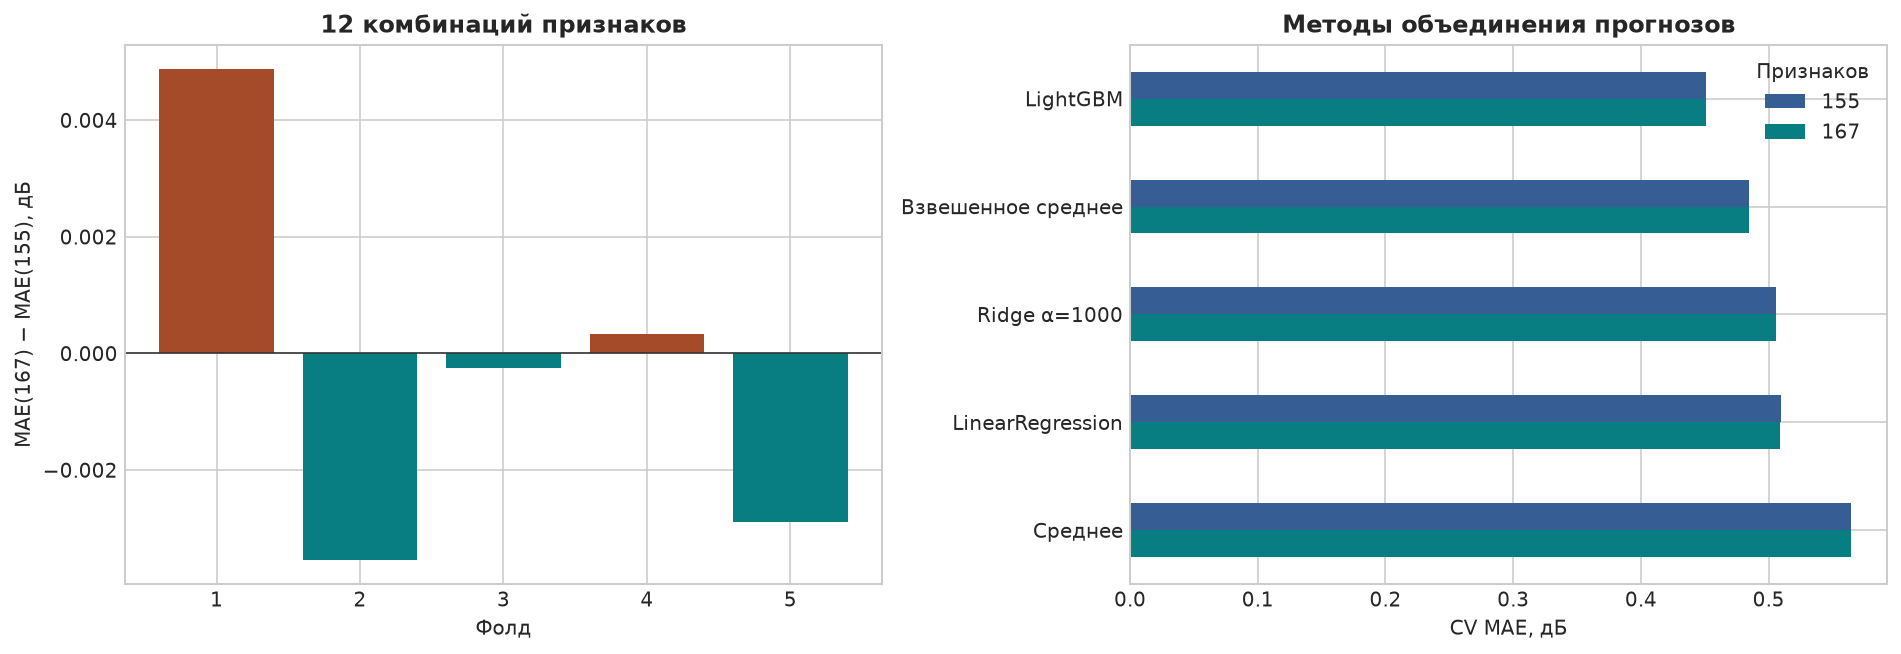 12 комбинаций признаков
MAE(167) − MAE(155), дБ
0.004
0.002
0.000
−0.002
1 2 3 4 5
Фолд
Методы объединения прогнозов
LightGBM
Взвешенное среднее
Ridge α=1000
LinearRegression
Среднее
Признаков
155
167
0.0 0.1 0.2 0.3 0.4 0.5
CV MAE, дБ